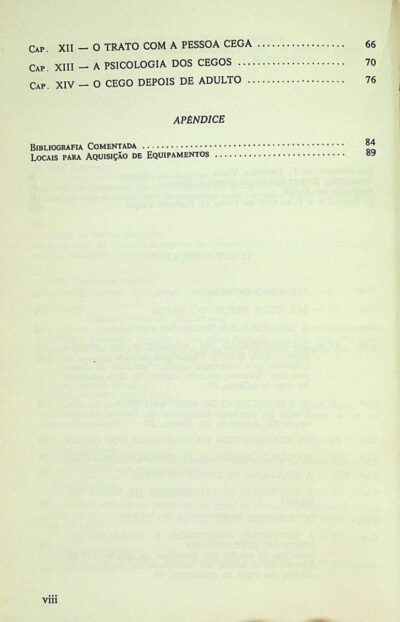 CAP. XII — O TRATO COM A PESSOA CEGA .................. 66
CAP. XIII — A PSICOLOGIA DOS CEGOS ...................... 70
CAP. XIV — O CEGO DEPOIS DE ADULTO ..................... 76
APÊNDICE
BIBLIOGRAFIA COMENTADA ........................................... 84
LOCAIS PARA AQUISIÇÃO DE EQUIPAMENTOS ........................... 89
viii